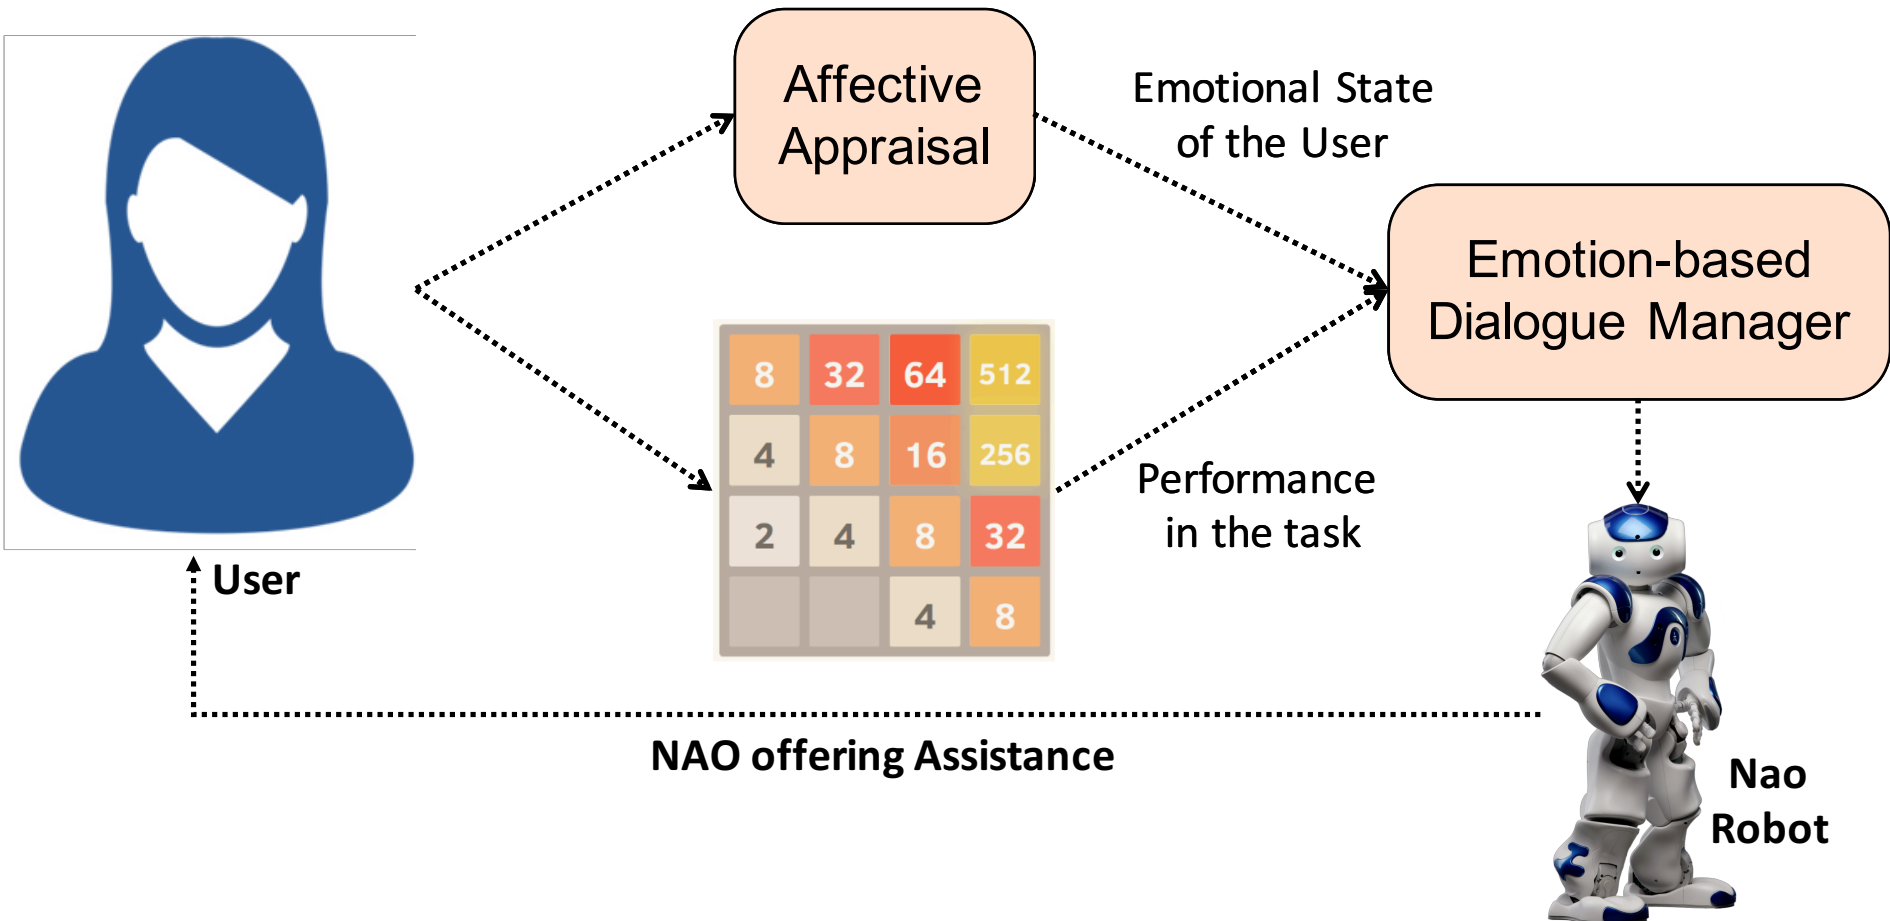 Affective
Appraisal
Emotional State
of the User
Emotion-based
Dialogue Manager
8 32 64 512
4 8 16 256
2 4 8 32
4 8
Performance
in the task
User
NAO offering Assistance
Nao
Robot